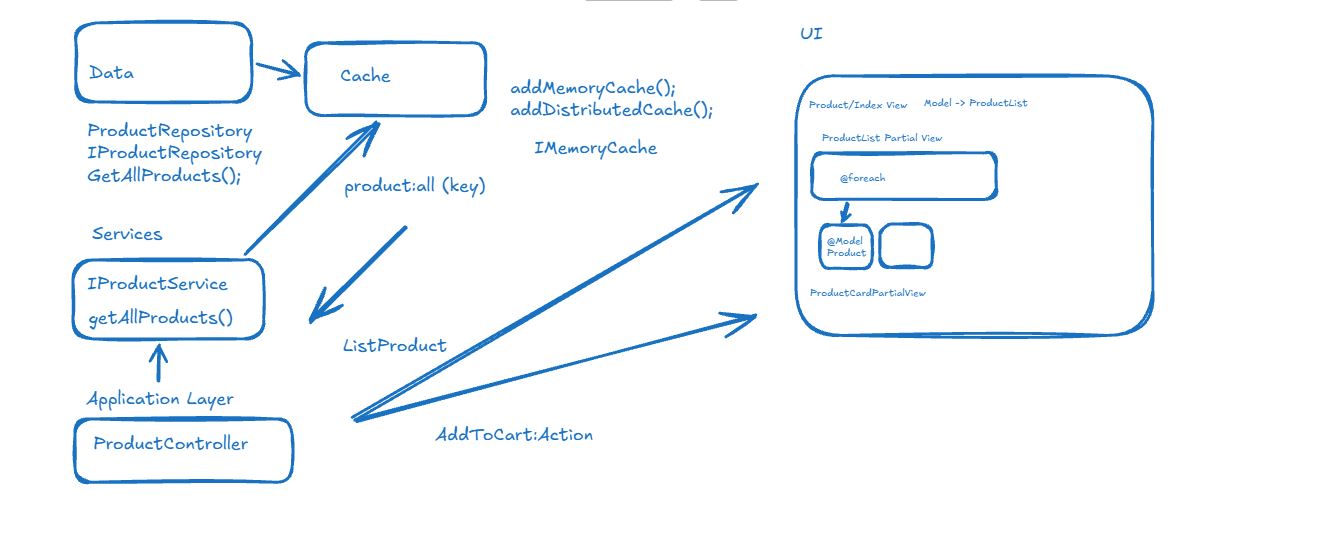 Data
Cache
addMemoryCache();
addDistributedCache();
IMemoryCache
ProductRepository
IProductRepository
GetAllProducts();
product:all (key)
Services
IProductService
getAllProducts()
ListProduct
Application Layer
ProductController
AddToCart:Action
UI
Product/Index View
Model -> ProductList
ProductList Partial View
@foreach
@Model
Product
ProductCardPartialView